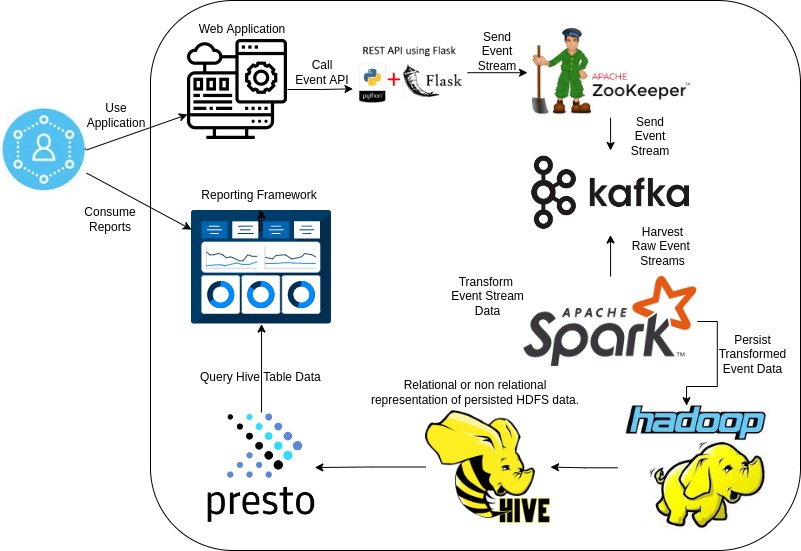 Web Application
Call
Event API
REST API using Flask
python
+
Flask
Send
Event
Stream
APACHE
ZooKeeper™
Use
Application
Send
Event
Stream
kafka
Consume
Reports
Reporting Framework
Harvest
Raw Event
Streams
Transform
Event Stream
Data
APACHE
Spark™
Persist
Transformed
Event Data
Query Hive Table Data
Relational or non relational
representation of persisted HDFS data.
hadoop
presto
HIVE